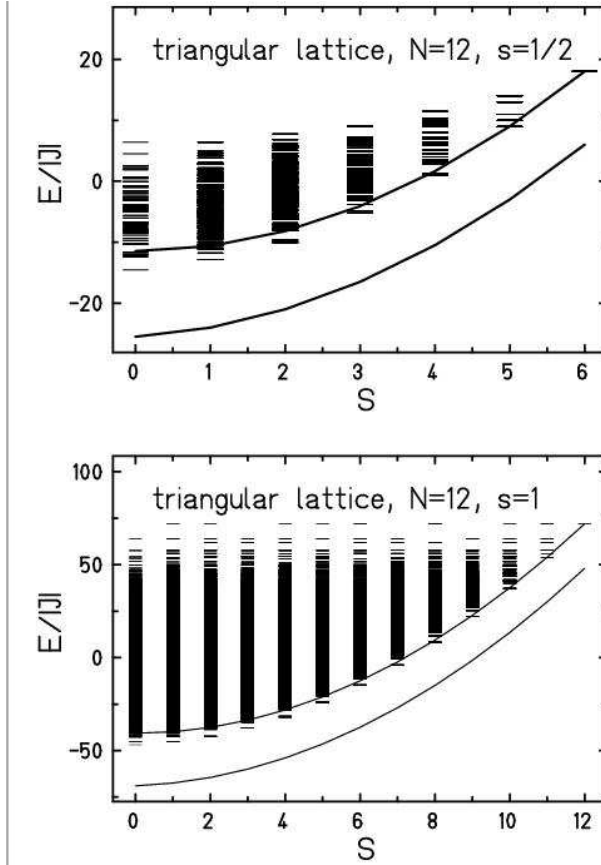 triangular lattice, N=12, s=1/2
E/|J|
20
0
-20
0 1 2 3 4 5 6
S
triangular lattice, N=12, s=1
E/|J|
100
50
0
-50
0 2 4 6 8 10 12
S